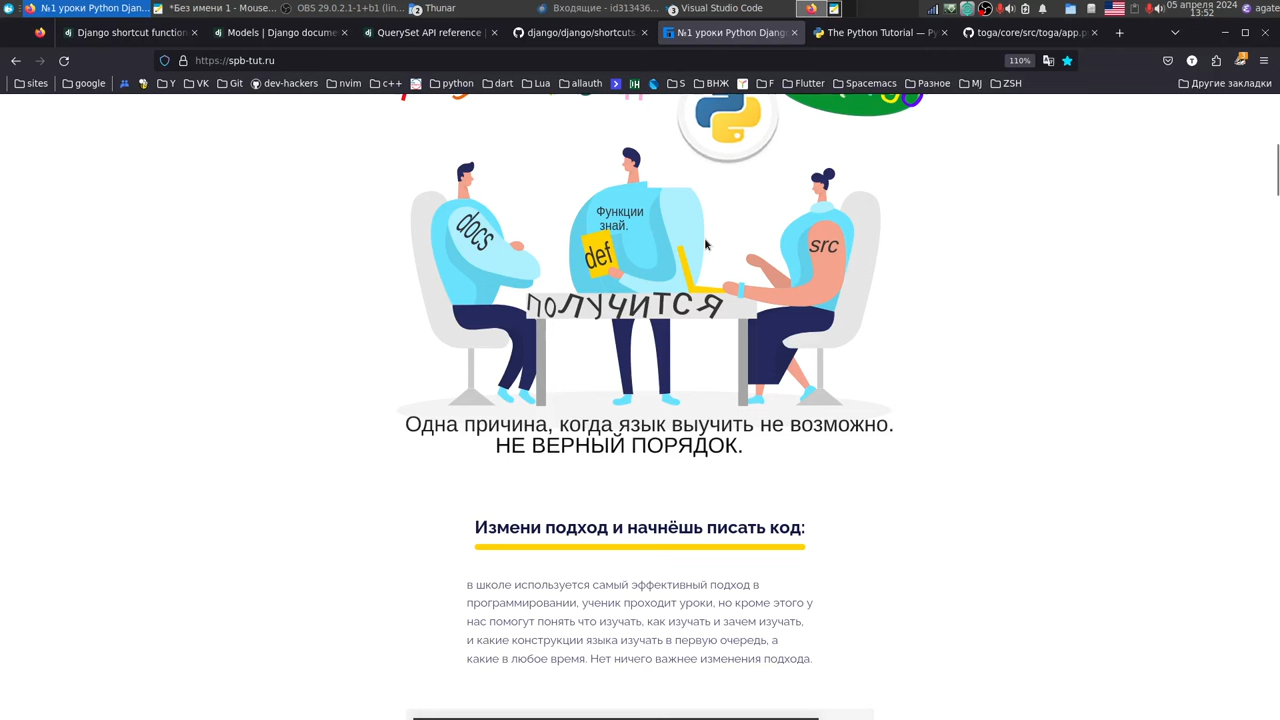 №1 уроки Python Djan...
*Без имени 1 - Mouse...
OBS 29.0.2.1-1+b1 (lin...
2 Thunar
Входящие - id313436...
3 Visual Studio Code
05 апреля 2024
13:52
agate
Django shortcut function
Models | Django docume
QuerySet API reference |
django/django/shortcuts.
№1 уроки Python Djang
The Python Tutorial — Py
toga/core/src/toga/app.p
https://spb-tut.ru
110%
sites
google
Y
VK
Git
dev-hackers
nvim
c++
python
dart
Lua
allauth
S
ВНЖ
F
Flutter
Spacemacs
Разное
MJ
ZSH
Другие закладки
docs
Функции
знай.
def
src
ПОЛУЧИТСЯ
Одна причина, когда язык выучить не возможно.
НЕ ВЕРНЫЙ ПОРЯДОК.
Измени подход и начнёшь писать код:
в школе используется самый эффективный подход в
программировании, ученик проходит уроки, но кроме этого у
нас помогут понять что изучать, как изучать и зачем изучать,
и какие конструкции языка изучать в первую очередь, а
какие в любое время. Нет ничего важнее изменения подхода.